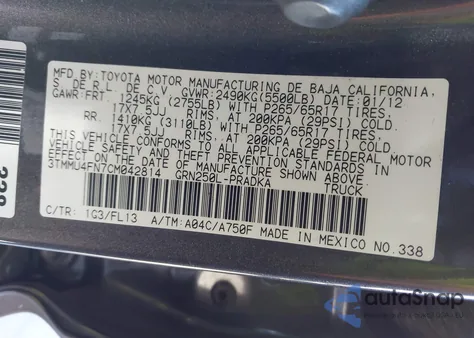 MFD. BY: TOYOTA MOTOR MANUFACTURING DE BAJA CALIFORNIA,
S. DE R.L. DE C.V. GVWR: 2490KG(5500LB) DATE: 01/12
GAWR: FRT. 1245KG (2755LB) WITH P265/65R17 TIRES,
17X7.5JJ RIMS, AT 200KPA (29PSI) COLD.
RR. 1410KG (3110LB) WITH P265/65R17 TIRES,
17X7.5JJ RIMS, AT 200KPA (29PSI) COLD.
THIS VEHICLE CONFORMS TO ALL APPLICABLE FEDERAL MOTOR
VEHICLE SAFETY AND THEFT PREVENTION STANDARDS IN
EFFECT ON THE DATE OF MANUFACTURE SHOWN ABOVE.
3TMMU4FN7CM042814 TRUCK
GRN250L-PRADKA
C/TR: 1G3/FL13 A/TM: A04C/A750F MADE IN MEXICO NO.338
338
autoSnap